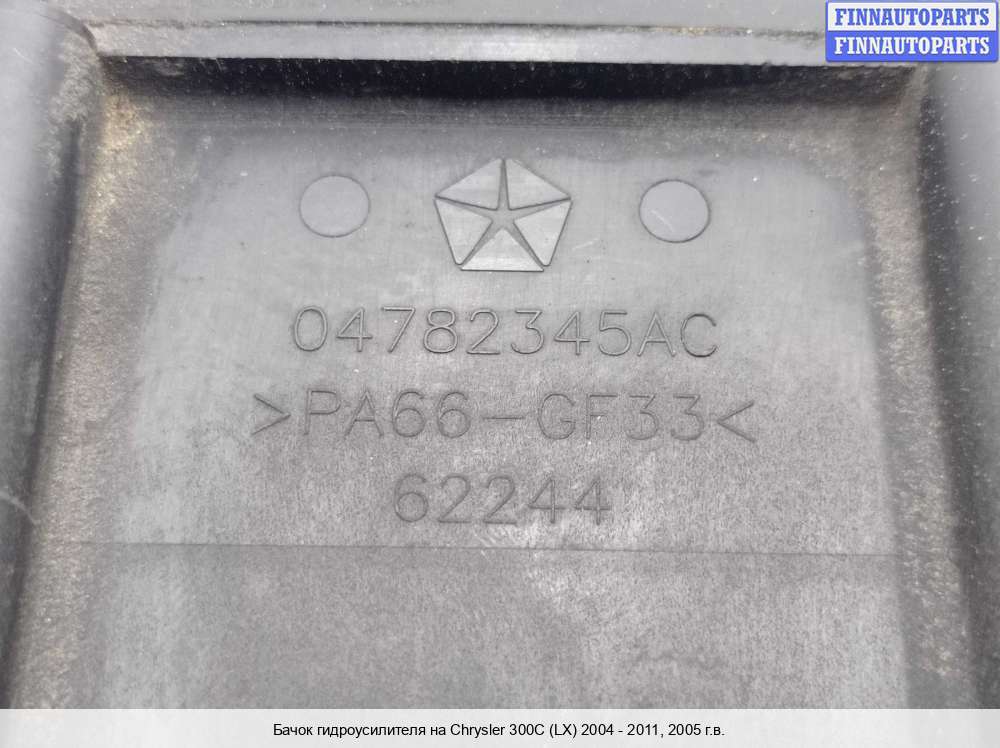 FINNAUTOPARTS
FINNAUTOPARTS
04782345AC
>PA66-GF33<
62244
Бачок гидроусилителя на Chrysler 300C (LX) 2004 - 2011, 2005 г.в.